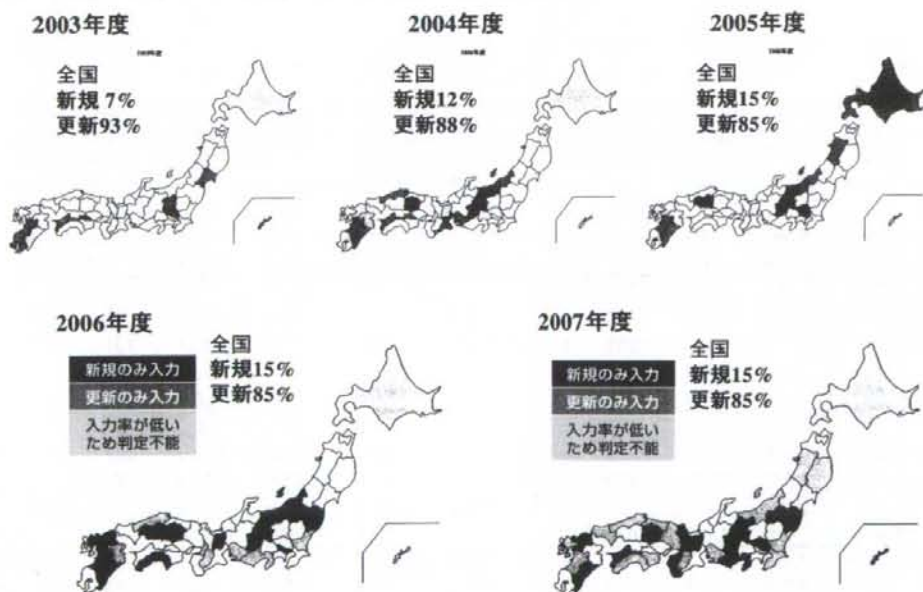 2003年度
2003年度
全国
新規 7%
更新93%
2004年度
全国
新規12%
更新88%
2005年度
全国
新規15%
更新85%
2006年度
全国
新規15%
更新85%
新規のみ入力
更新のみ入力
入力率が低い
ため判定不能
2007年度
全国
新規15%
更新85%
新規のみ入力
更新のみ入力
入力率が低い
ため判定不能